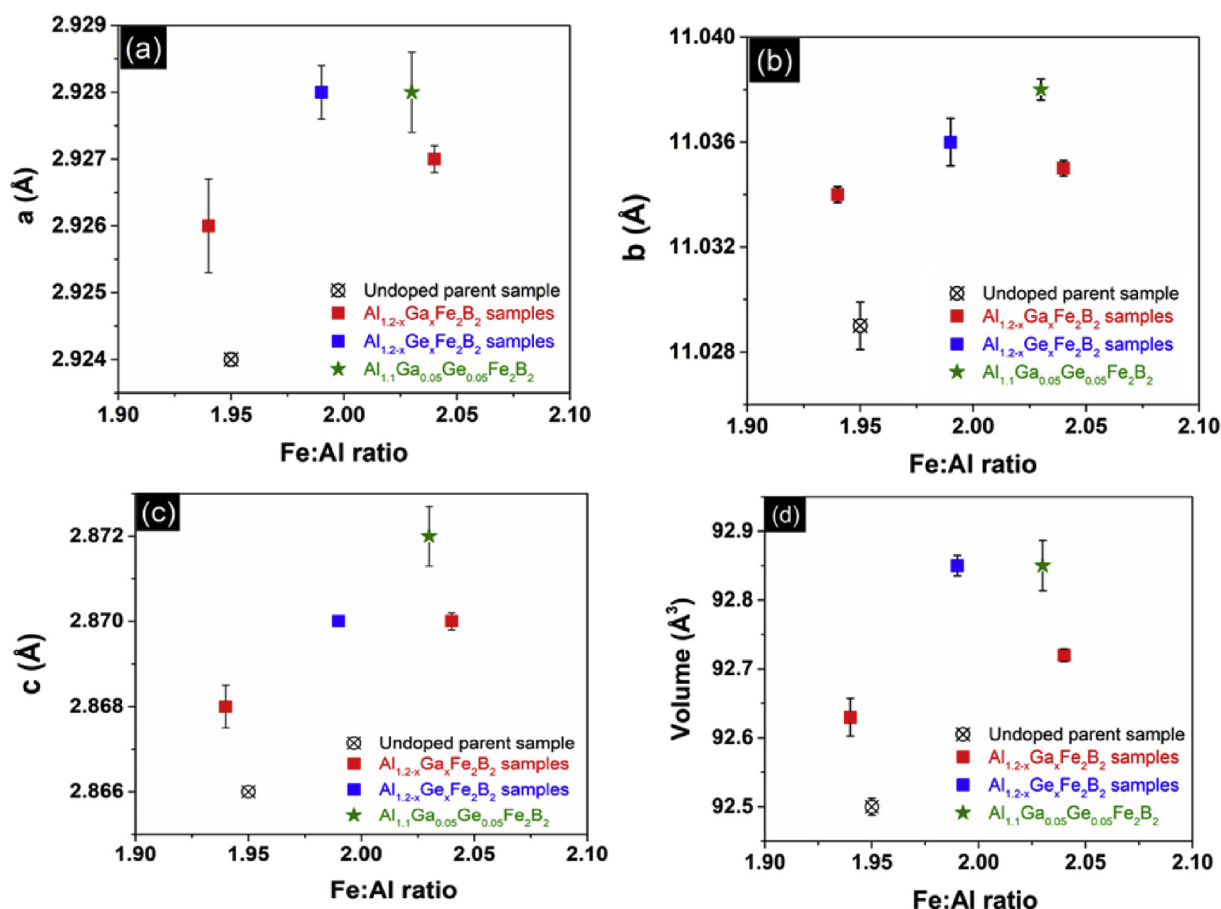 (a)
2.929
2.928
2.927
2.926
2.925
2.924
a (Å)
Undoped parent sample
Al₁.₂₋ₓGaₓFe₂B₂ samples
Al₁.₂₋ₓGeₓFe₂B₂ samples
Al₁.₁Ga₀.₀₅Ge₀.₀₅Fe₂B₂
1.90 1.95 2.00 2.05 2.10
Fe:Al ratio
(b)
11.040
11.036
11.032
11.028
b (Å)
Undoped parent sample
Al₁.₂₋ₓGaₓFe₂B₂ samples
Al₁.₂₋ₓGeₓFe₂B₂ samples
Al₁.₁Ga₀.₀₅Ge₀.₀₅Fe₂B₂
1.90 1.95 2.00 2.05 2.10
Fe:Al ratio
(c)
2.872
2.870
2.868
2.866
c (Å)
Undoped parent sample
Al₁.₂₋ₓGaₓFe₂B₂ samples
Al₁.₂₋ₓGeₓFe₂B₂ samples
Al₁.₁Ga₀.₀₅Ge₀.₀₅Fe₂B₂
1.90 1.95 2.00 2.05 2.10
Fe:Al ratio
(d)
92.9
92.8
92.7
92.6
92.5
Volume (Å³)
Undoped parent sample
Al₁.₂₋ₓGaₓFe₂B₂ samples
Al₁.₂₋ₓGeₓFe₂B₂ samples
Al₁.₁Ga₀.₀₅Ge₀.₀₅Fe₂B₂
1.90 1.95 2.00 2.05 2.10
Fe:Al ratio